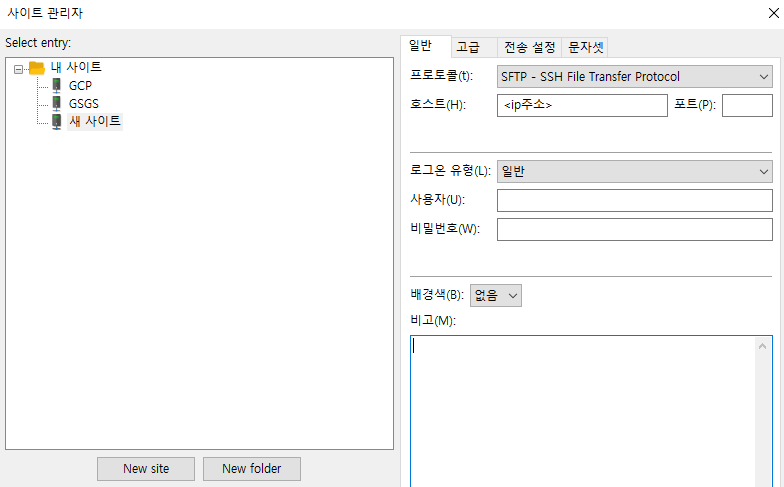 사이트 관리자
Select entry:
내 사이트
GCP
GSGS
새 사이트
New site
New folder
일반 고급 전송 설정 문자셋
프로토콜(t): SFTP - SSH File Transfer Protocol
호스트(H): <ip주소> 포트(P):
로그온 유형(L): 일반
사용자(U):
비밀번호(W):
배경색(B): 없음
비고(M):